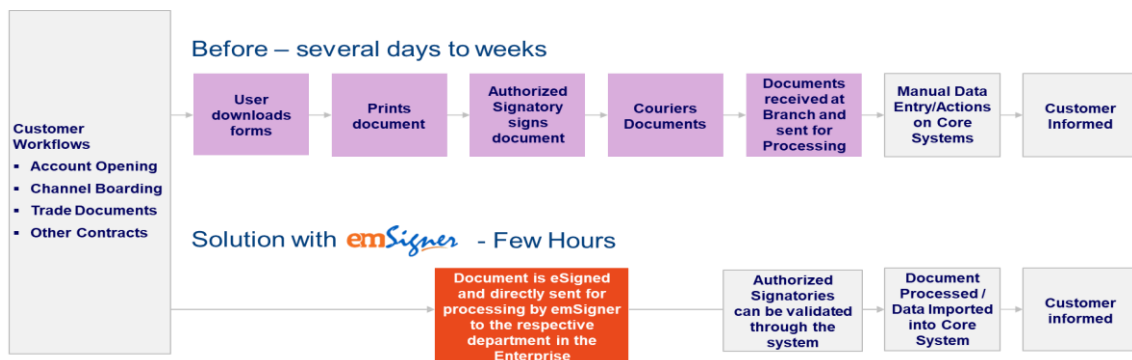 Before – several days to weeks
User
downloads
forms
Prints
document
Authorized
Signatory
signs
document
Couriers
Documents
Documents
received at
Branch and
sent for
Processing
Manual Data
Entry/Actions
on Core
Systems
Customer
Informed
Customer
Workflows
▪ Account Opening
▪ Channel Boarding
▪ Trade Documents
▪ Other Contracts
Solution with emSigner - Few Hours
Document is eSigned
and directly sent for
processing by emSigner
to the respective
department in the
Enterprise
Authorized
Signatories
can be validated
through the
system
Document
Processed /
Data Imported
into Core
System
Customer
informed